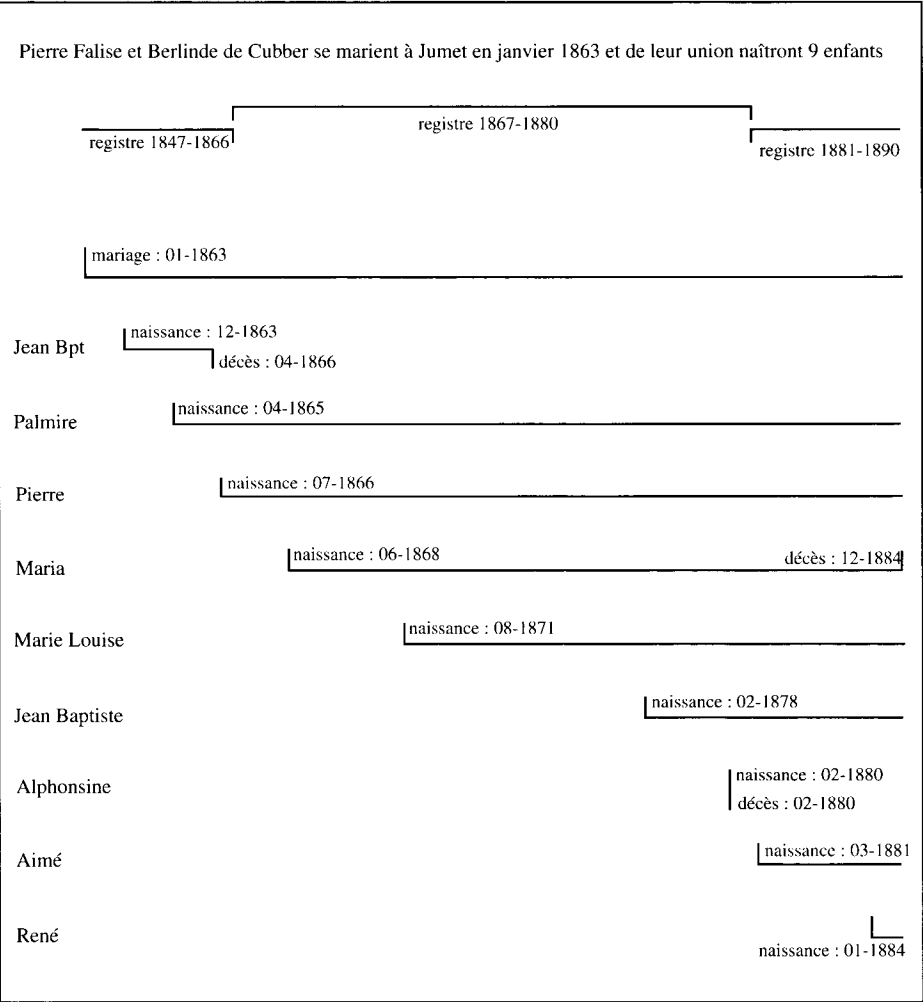 Pierre Falise et Berlinde de Cubber se marient à Jumet en janvier 1863 et de leur union naîtront 9 enfants
registre 1847-1866
registre 1867-1880
registre 1881-1890
mariage : 01-1863
Jean Bpt
naissance : 12-1863
décès : 04-1866
Palmire
naissance : 04-1865
Pierre
naissance : 07-1866
Maria
naissance : 06-1868
décès : 12-1884
Marie Louise
naissance : 08-1871
Jean Baptiste
naissance : 02-1878
Alphonsine
naissance : 02-1880
décès : 02-1880
Aimé
naissance : 03-1881
René
naissance : 01-1884